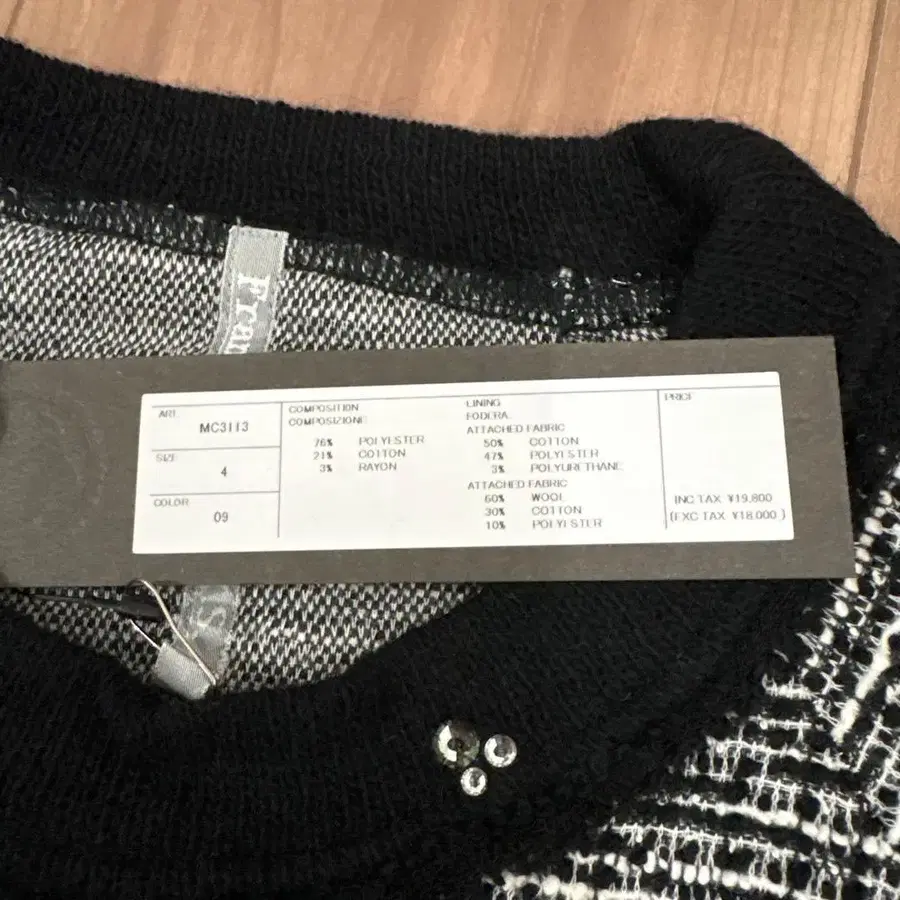 ART.
MC3113
SIZE
4
COLOR
09
COMPOSITION
COMPOSIZIONE
76% POLYESTER
21% COTTON
3% RAYON
LINING
FODERA
ATTACHED FABRIC
50% COTTON
47% POLYESTER
3% POLYURETHANE
ATTACHED FABRIC
60% WOOL
30% COTTON
10% POLYESTER
PRICE
INC TAX ¥19,800
(EXC TAX ¥18,000.)